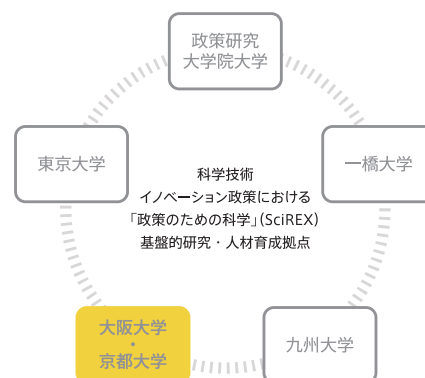 政策研究
大学院大学
東京大学
一橋大学
科学技術
イノベーション政策における
「政策のための科学」(SciREX)
基盤的研究・人材育成拠点
大阪大学
・
京都大学
九州大学